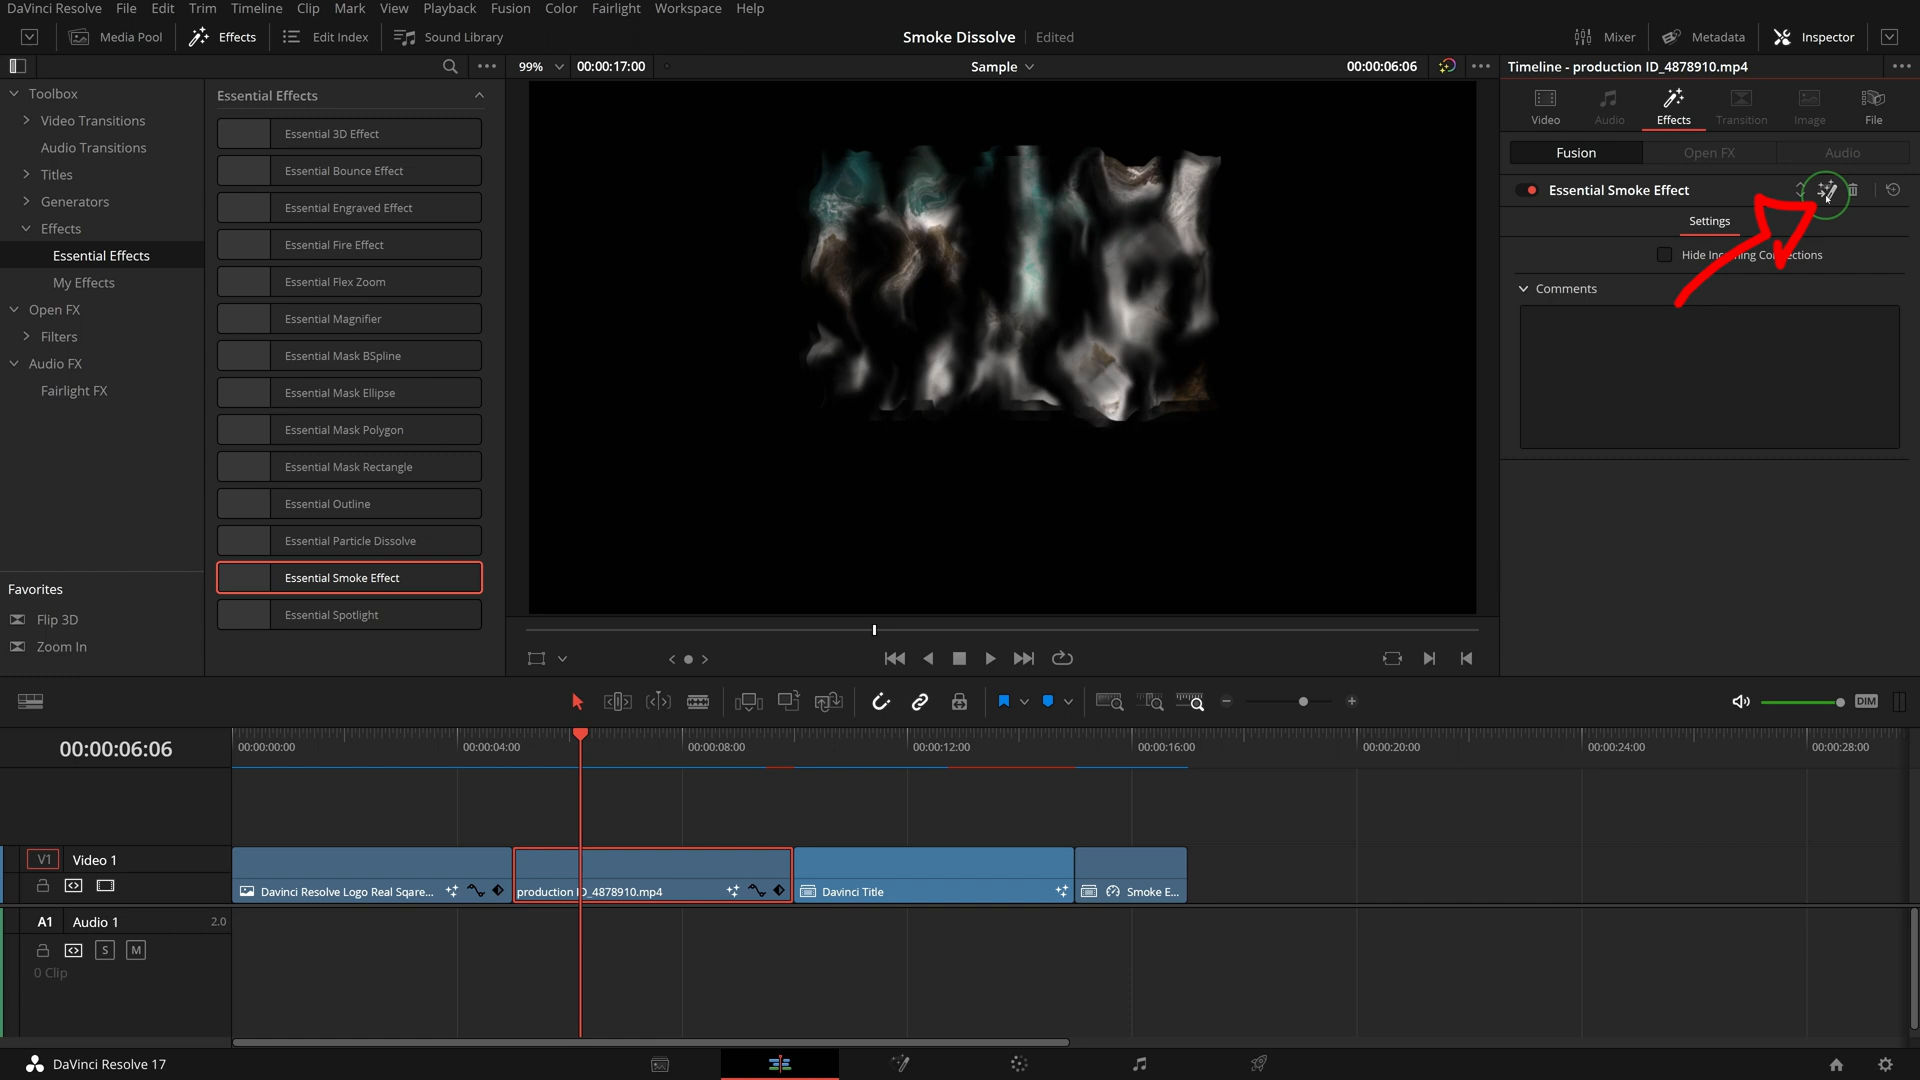 DaVinci Resolve File Edit Trim Timeline Clip Mark View Playback Fusion Color Fairlight Workspace Help
Media Pool Effects Edit Index Sound Library Smoke Dissolve Edited Mixer Metadata Inspector
99% 00:00:17:00 Sample 00:00:06:06 Timeline - production ID_4878910.mp4
Toolbox
Video Transitions
Audio Transitions
Titles
Generators
Effects
Essential Effects
My Effects
Open FX
Filters
Audio FX
Fairlight FX
Favorites
Flip 3D
Zoom In
Essential Effects
Essential 3D Effect
Essential Bounce Effect
Essential Engraved Effect
Essential Fire Effect
Essential Flex Zoom
Essential Magnifier
Essential Mask BSpline
Essential Mask Ellipse
Essential Mask Polygon
Essential Mask Rectangle
Essential Outline
Essential Particle Dissolve
Essential Smoke Effect
Essential Spotlight
Video Audio Effects Transition Image File
Fusion Open FX Audio
Essential Smoke Effect
Settings
Hide Incoming Connections
Comments
DIM
00:00:06:06
00:00:00:00 00:00:04:00 00:00:08:00 00:00:12:00 00:00:16:00 00:00:20:00 00:00:24:00 00:00:28:00
V1 Video 1
Davinci Resolve Logo Real Sqare... production ID_4878910.mp4 Davinci Title Smoke E...
A1 Audio 1 2.0
S M
0 Clip
DaVinci Resolve 17